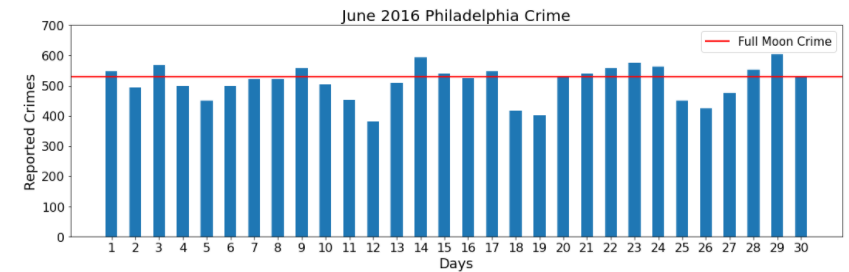 June 2016 Philadelphia Crime
Full Moon Crime
Reported Crimes
700
600
500
400
300
200
100
0
1 2 3 4 5 6 7 8 9 10 11 12 13 14 15 16 17 18 19 20 21 22 23 24 25 26 27 28 29 30
Days